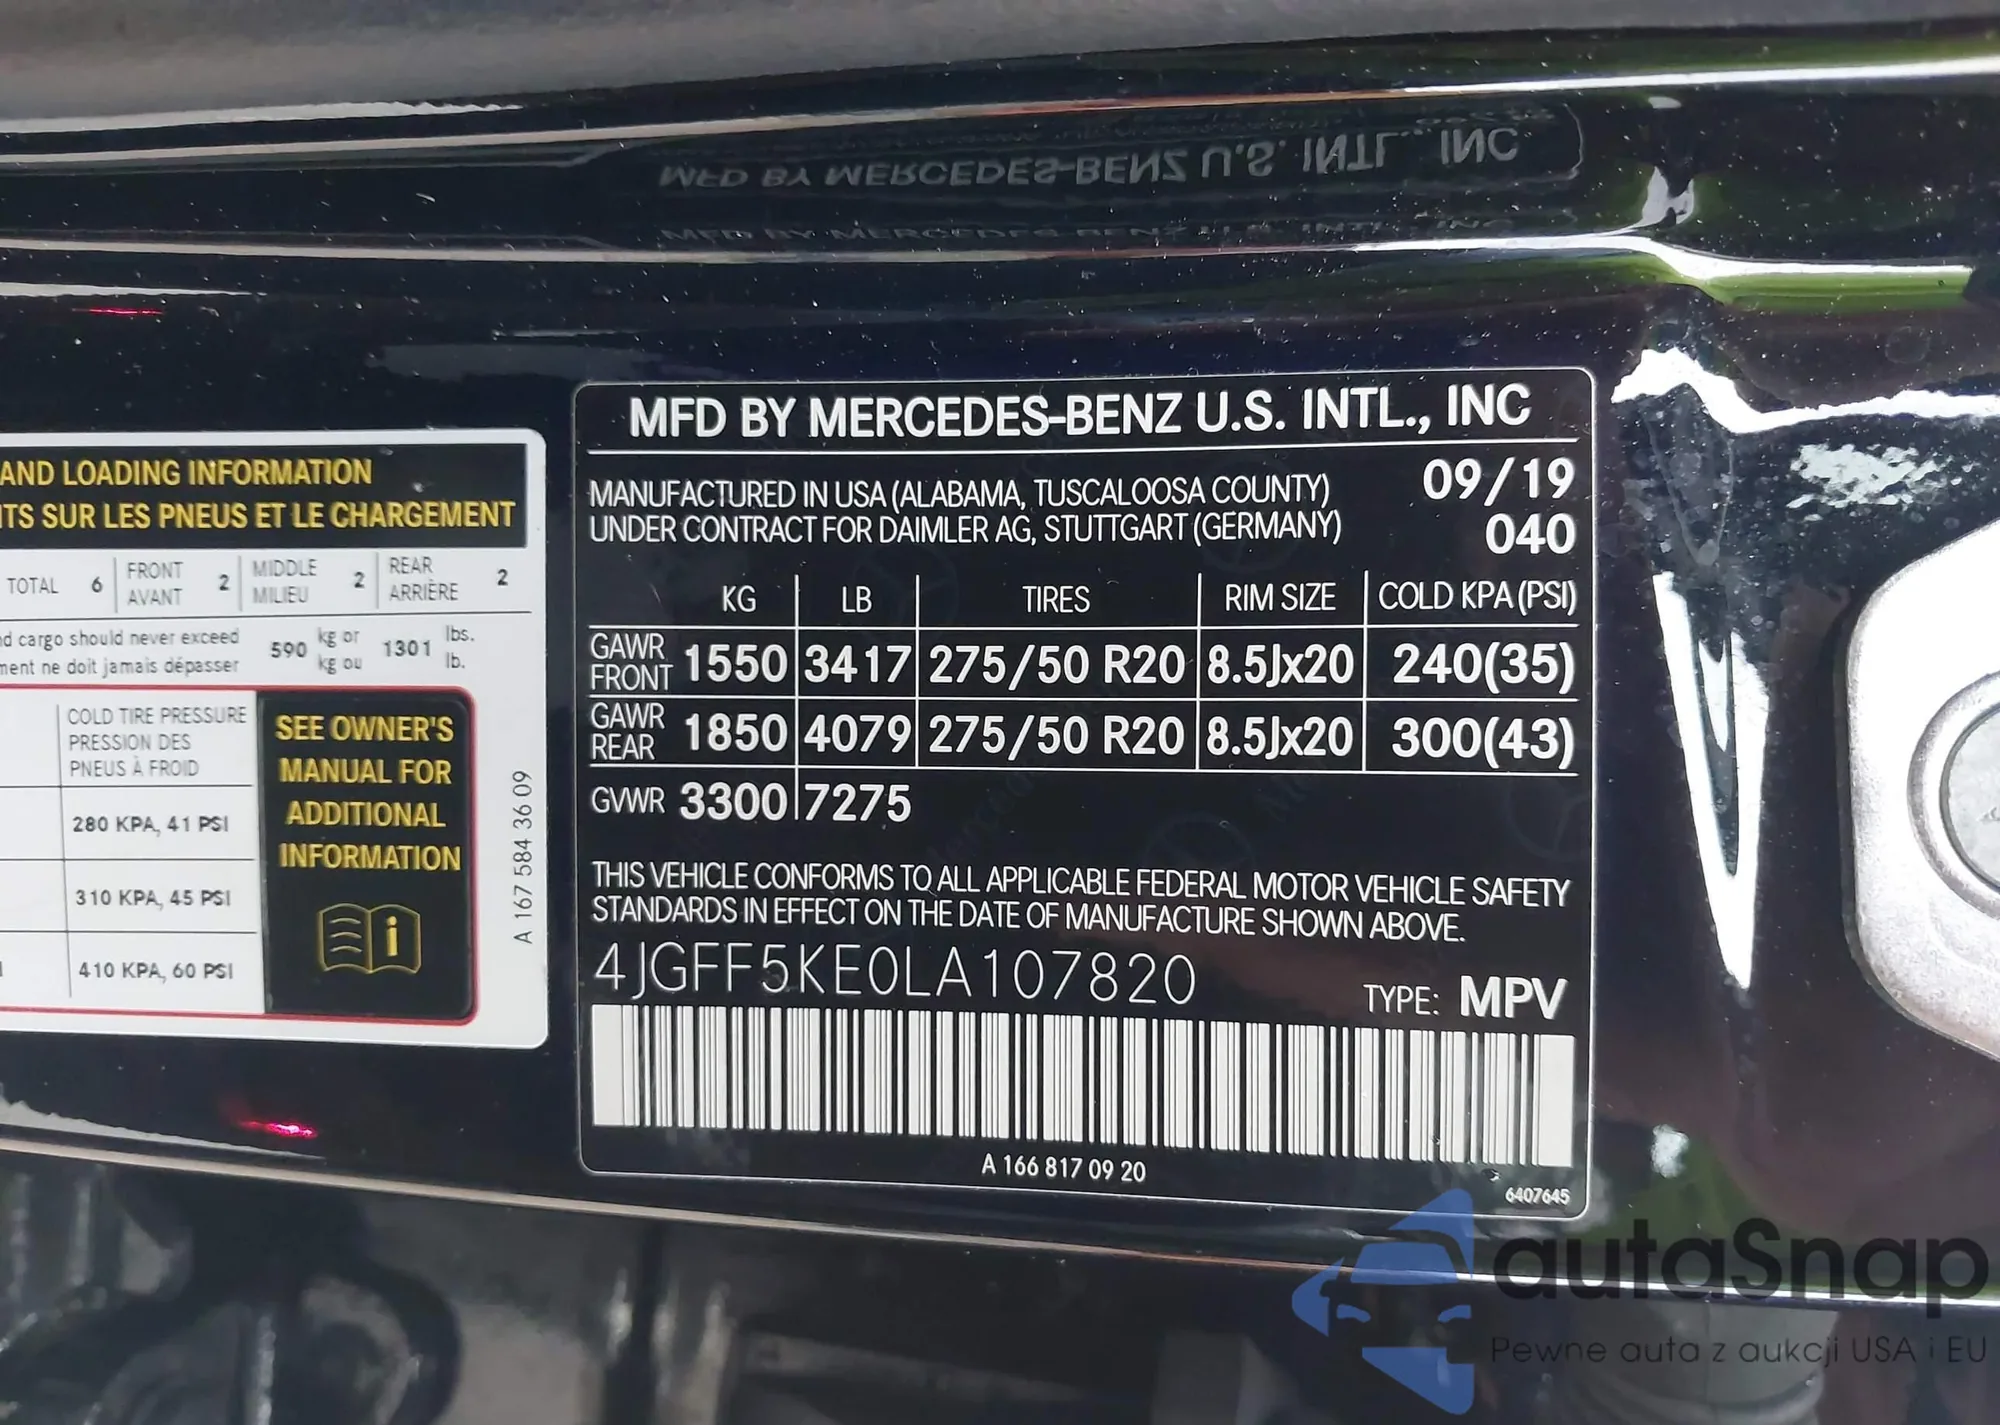 MFD BY MERCEDES-BENZ U.S. INTL., INC
MFD BY MERCEDES-BENZ U.S. INTL., INC
MANUFACTURED IN USA (ALABAMA, TUSCALOOSA COUNTY) 09/19
UNDER CONTRACT FOR DAIMLER AG, STUTTGART (GERMANY) 040
KG LB TIRES RIM SIZE COLD KPA (PSI)
GAWR FRONT 1550 3417 275/50 R20 8.5Jx20 240(35)
GAWR REAR 1850 4079 275/50 R20 8.5Jx20 300(43)
GVWR 3300 7275
THIS VEHICLE CONFORMS TO ALL APPLICABLE FEDERAL MOTOR VEHICLE SAFETY
STANDARDS IN EFFECT ON THE DATE OF MANUFACTURE SHOWN ABOVE.
4JGFF5KE0LA107820 TYPE: MPV
A 166 817 09 20
6407645
AND LOADING INFORMATION
SUR LES PNEUS ET LE CHARGEMENT
TOTAL 6 FRONT AVANT 2 MIDDLE MILIEU 2 REAR ARRIÈRE 2
cargo should never exceed 590 kg or 1301 lbs.
ne doit jamais dépasser kg ou lb.
COLD TIRE PRESSURE
PRESSION DES
PNEUS À FROID
280 KPA, 41 PSI
310 KPA, 45 PSI
410 KPA, 60 PSI
SEE OWNER'S
MANUAL FOR
ADDITIONAL
INFORMATION
i
A 167 584 36 09
autaSnap
Pewne auta z aukcji USA i EU